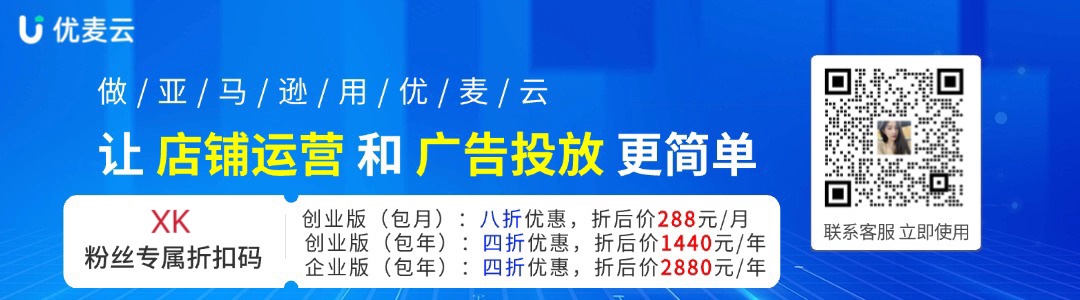 优麦云
做/亚/马/逊/用/优/麦/云
让 店铺运营 和 广告投放 更简单
XK
粉丝专属折扣码
创业版（包月）：八折优惠，折后价288元/月
创业版（包年）：四折优惠，折后价1440元/年
企业版（包年）：四折优惠，折后价2880元/年
联系客服 立即使用